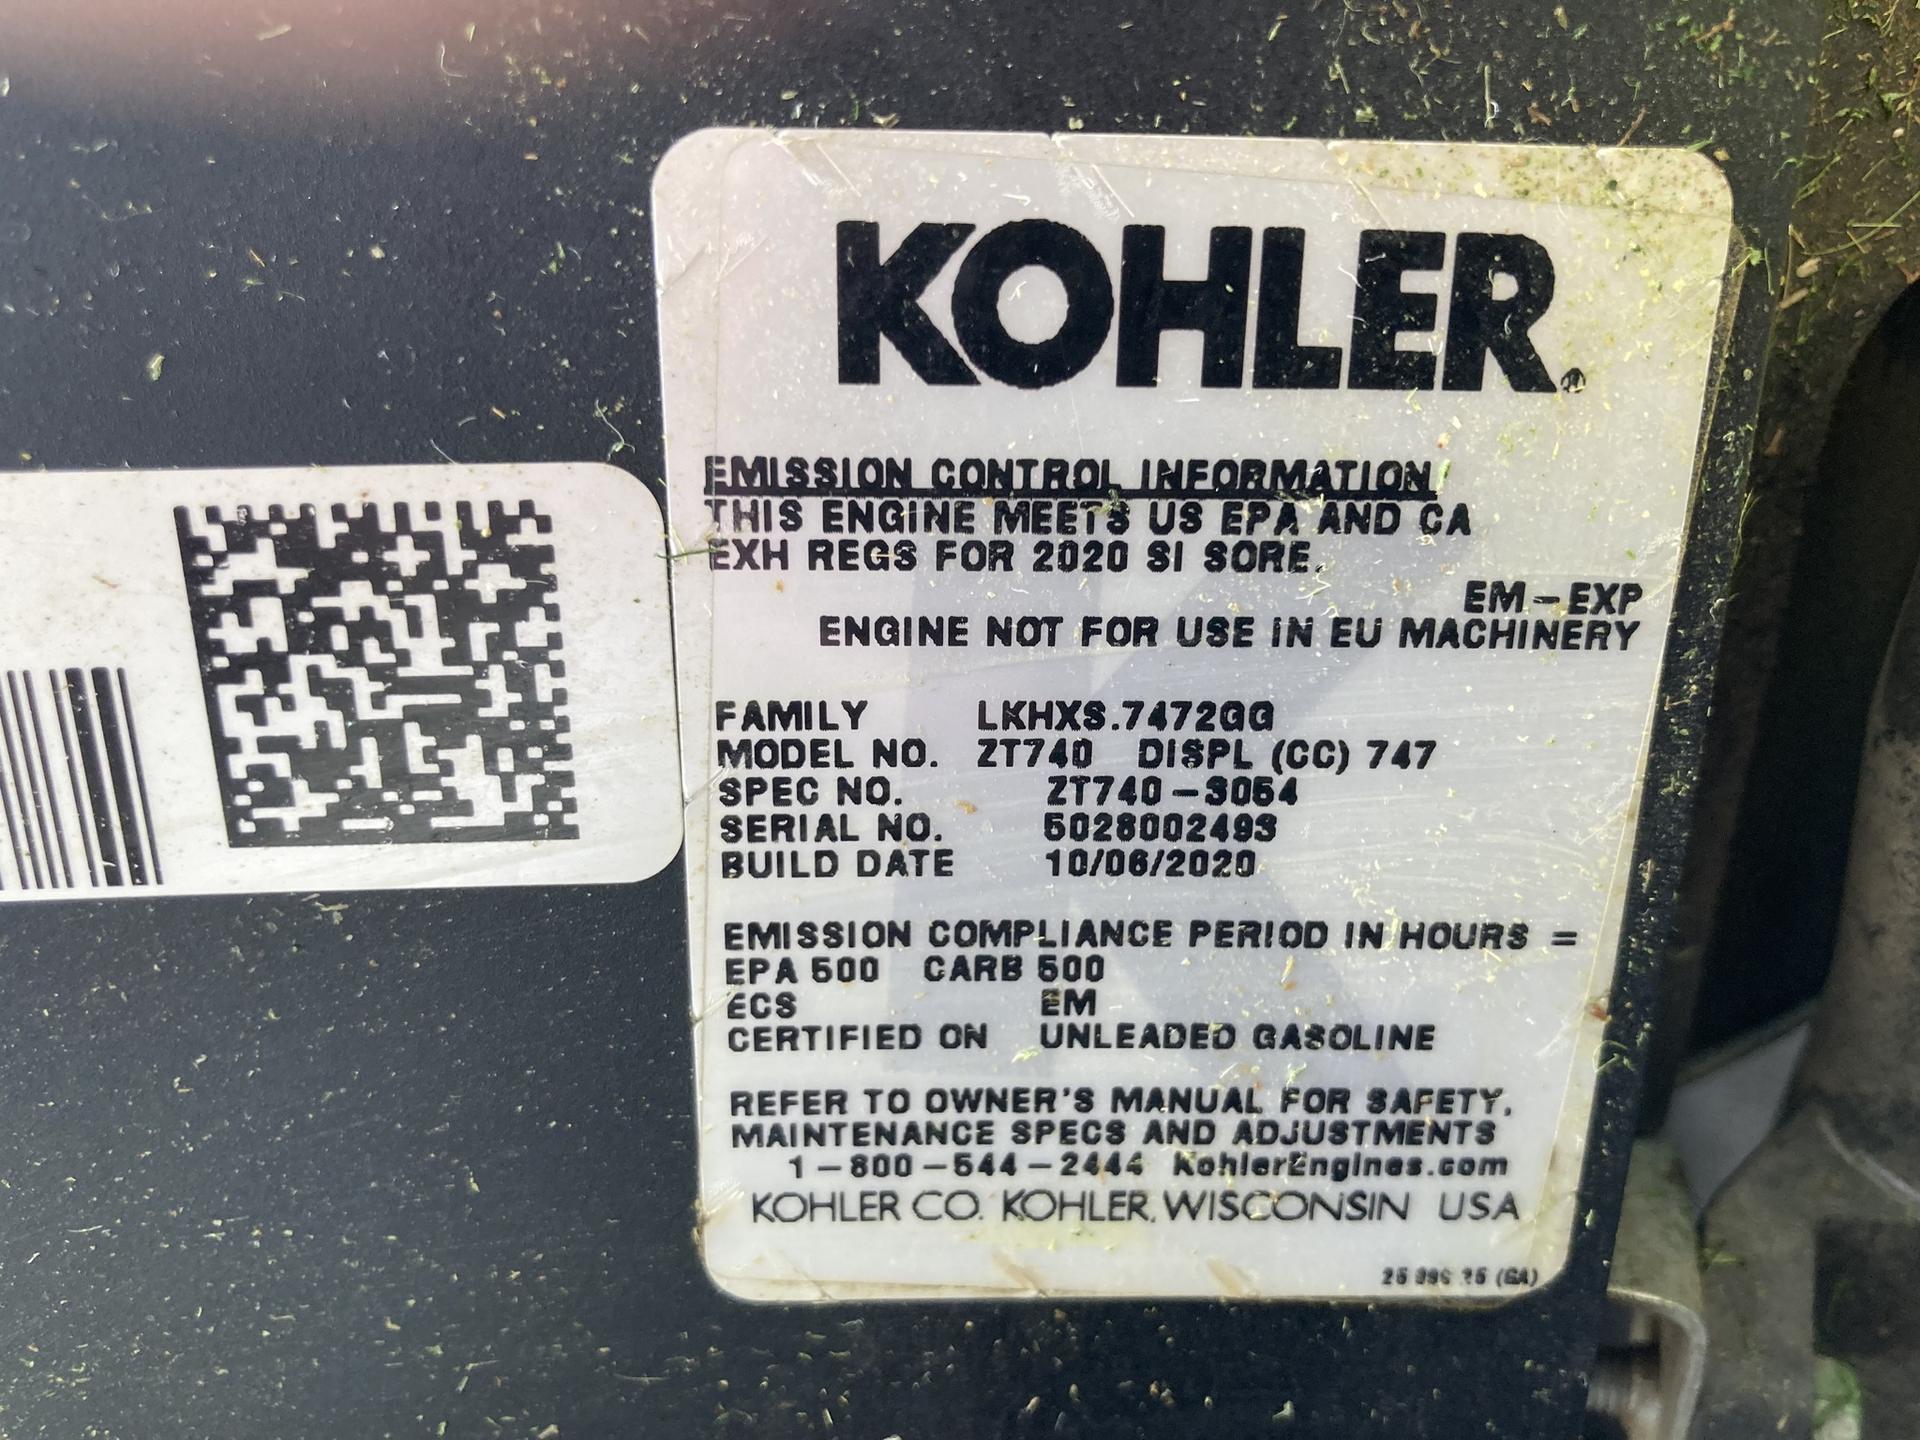 KOHLER®
EMISSION CONTROL INFORMATION
THIS ENGINE MEETS US EPA AND CA
EXH REGS FOR 2020 SI SORE.
EM-EXP
ENGINE NOT FOR USE IN EU MACHINERY
FAMILY LKHXS.7472GG
MODEL NO. ZT740 DISPL (CC) 747
SPEC NO. ZT740-3054
SERIAL NO. 5028002493
BUILD DATE 10/06/2020
EMISSION COMPLIANCE PERIOD IN HOURS =
EPA 500 CARB 500
ECS EM
CERTIFIED ON UNLEADED GASOLINE
REFER TO OWNER'S MANUAL FOR SAFETY,
MAINTENANCE SPECS AND ADJUSTMENTS
1-800-544-2444 KohlerEngines.com
KOHLER CO. KOHLER, WISCONSIN USA